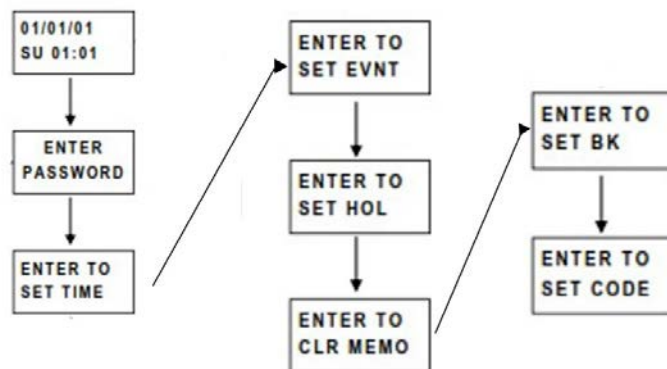 01/01/01
SU 01:01
ENTER
PASSWORD
ENTER TO
SET TIME
ENTER TO
SET EVNT
ENTER TO
SET HOL
ENTER TO
CLR MEMO
ENTER TO
SET BK
ENTER TO
SET CODE